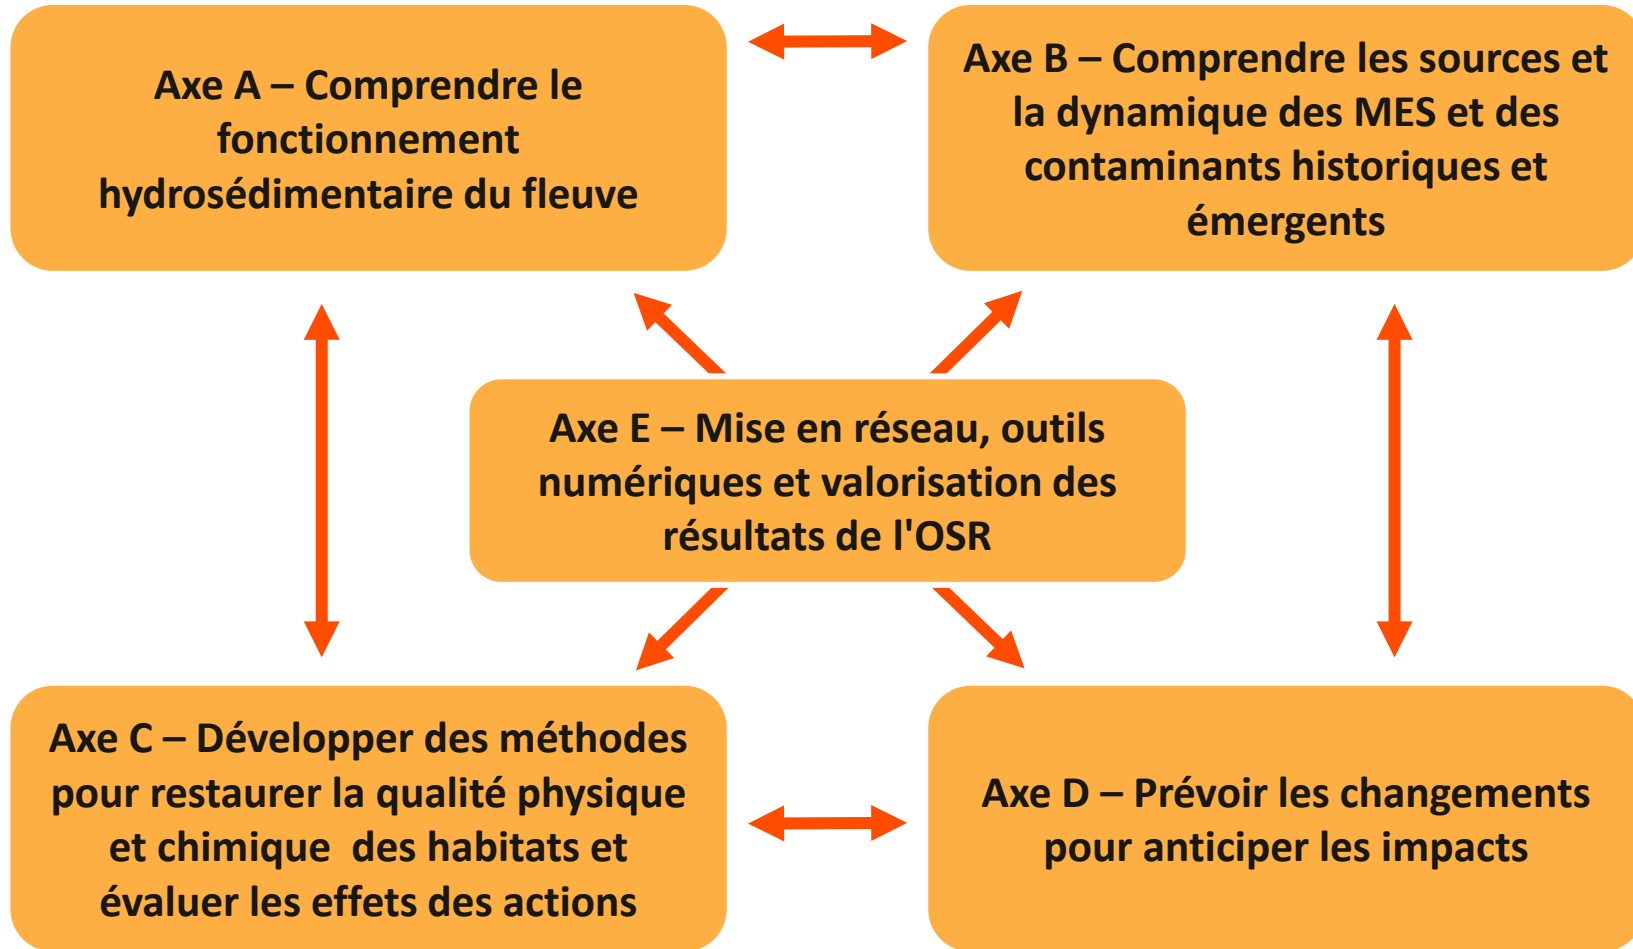 Axe A – Comprendre le
fonctionnement
hydrosédimentaire du fleuve
Axe B – Comprendre les sources et
la dynamique des MES et des
contaminants historiques et
émergents
Axe E – Mise en réseau, outils
numériques et valorisation des
résultats de l'OSR
Axe C – Développer des méthodes
pour restaurer la qualité physique
et chimique  des habitats et
évaluer les effets des actions
Axe D – Prévoir les changements
pour anticiper les impacts